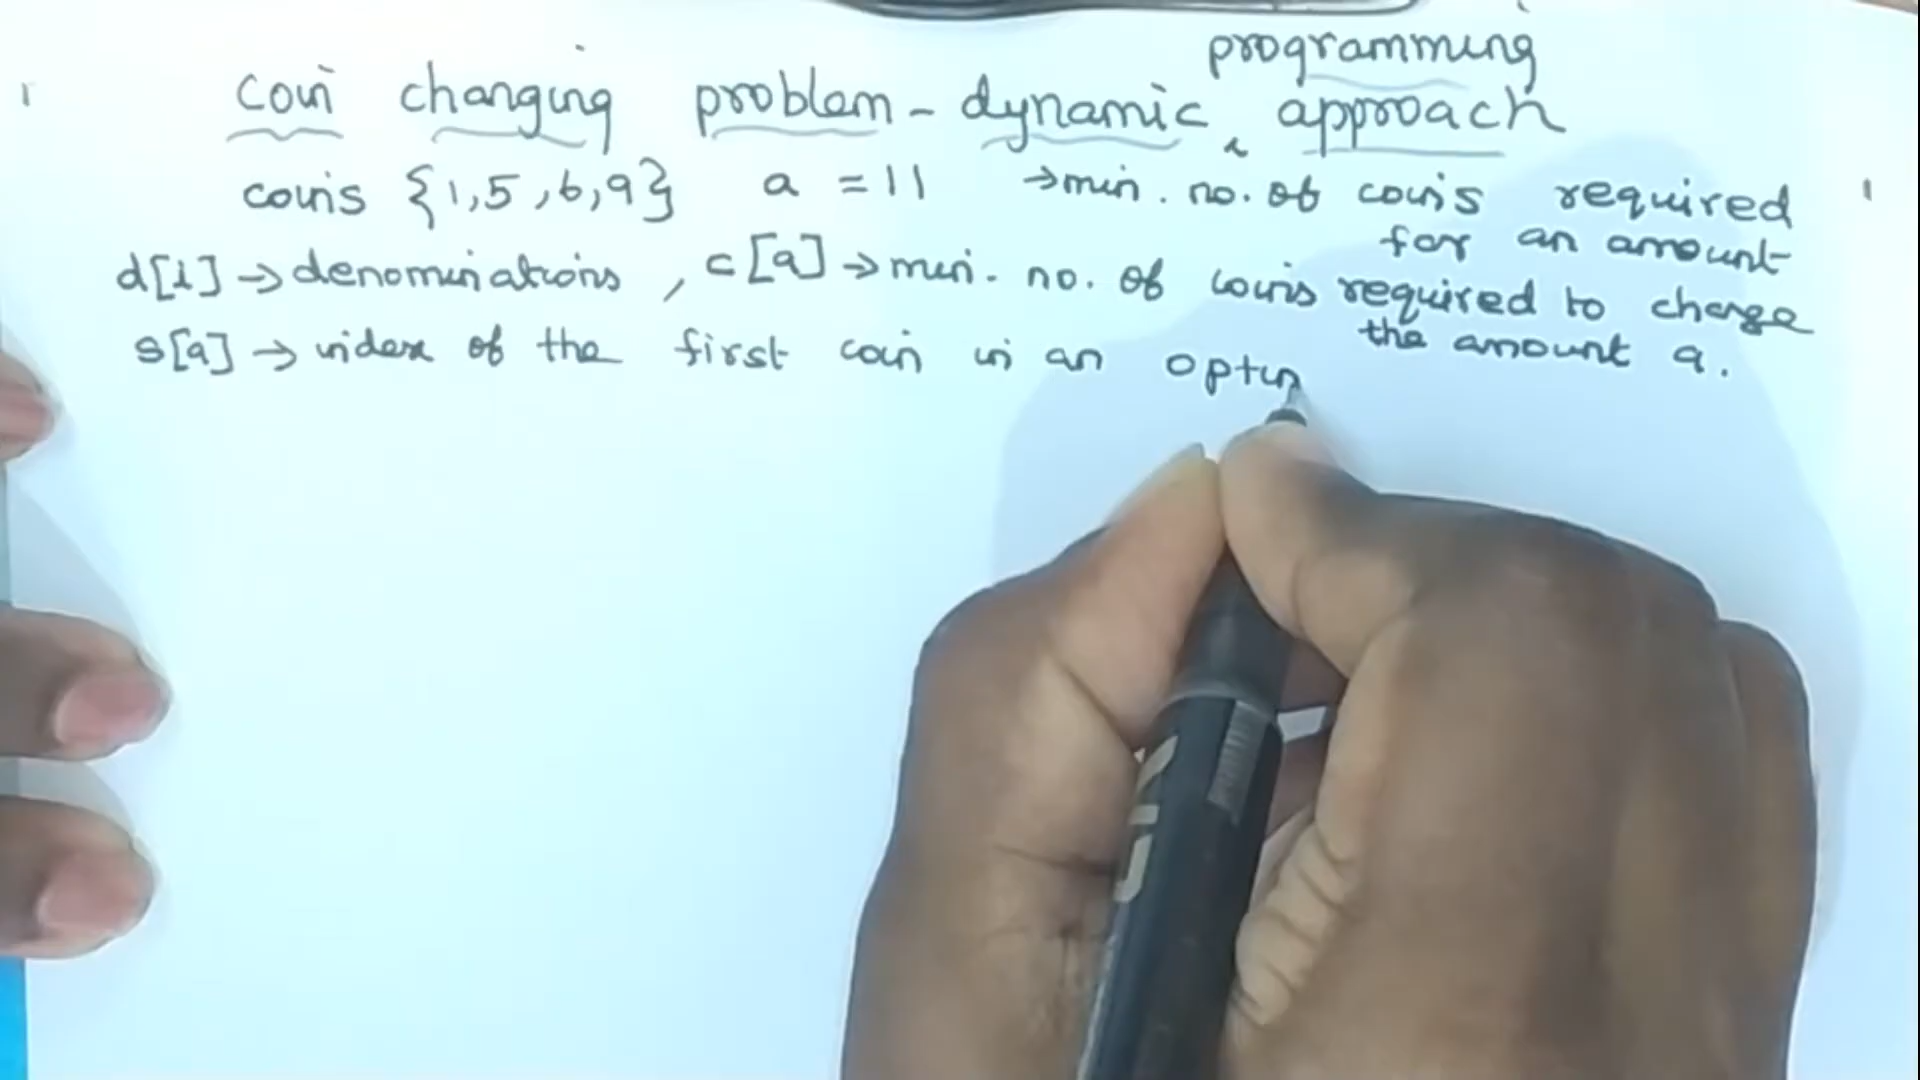 programming
Coin changing problem - dynamic approach
coins {1,5,6,9} a = 11 → min. no. of coins required
for an amount
d[i] → denominations, c[a] → min. no. of coins required to change
the amount a.
s[a] → index of the first coin in an optim